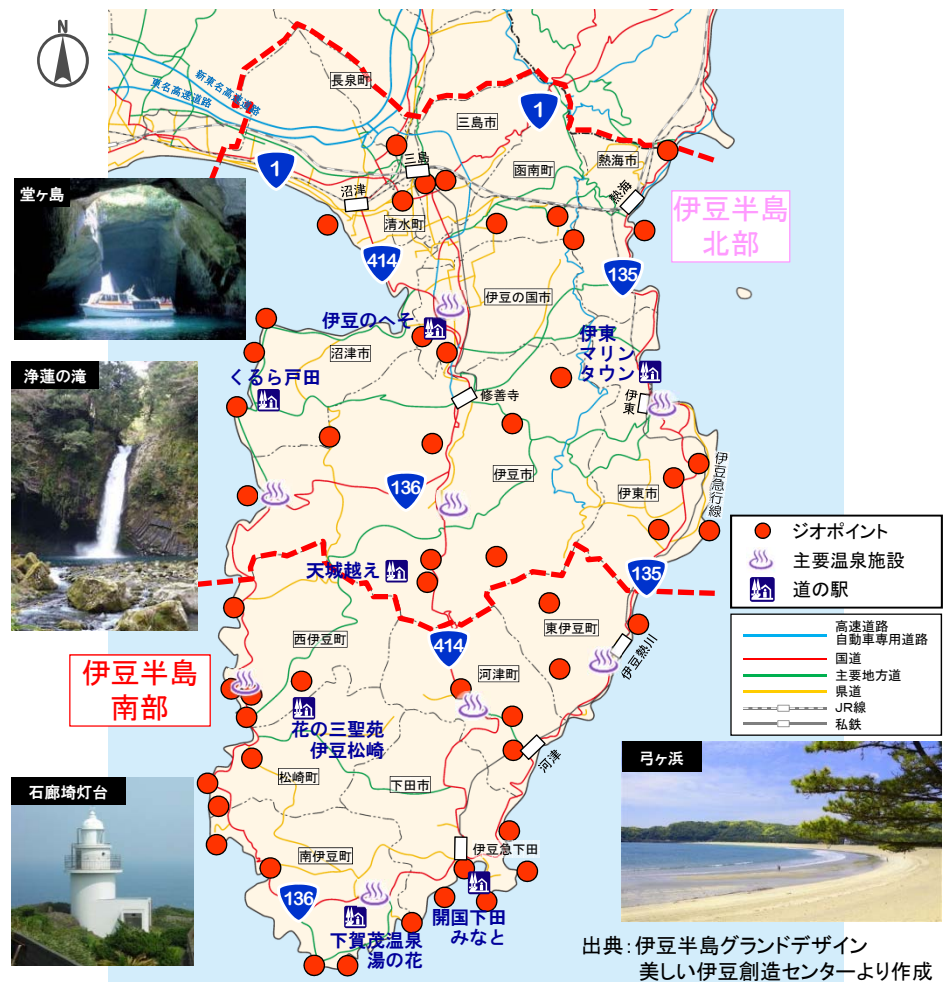 N
長泉町
新東名高速道路
東名高速道路
三島市
1
1
三島
函南町
熱海市
熱海
沼津
清水町
伊豆半島
北部
堂ヶ島
414
135
伊豆の国市
伊豆のへそ
沼津市
伊東
マリン
タウン
くるら戸田
浄蓮の滝
修善寺
伊東
伊豆急行線
伊豆市
136
伊東市
ジオポイント
主要温泉施設
道の駅
天城越え
135
高速道路
自動車専用道路
国道
主要地方道
県道
JR線
私鉄
西伊豆町
東伊豆町
414
河津町
伊豆熱川
伊豆半島
南部
花の三聖苑
伊豆松崎
河津
弓ヶ浜
松崎町
下田市
石廊埼灯台
南伊豆町
伊豆急下田
136
開国下田
みなと
下賀茂温泉
湯の花
出典:伊豆半島グランドデザイン
美しい伊豆創造センターより作成